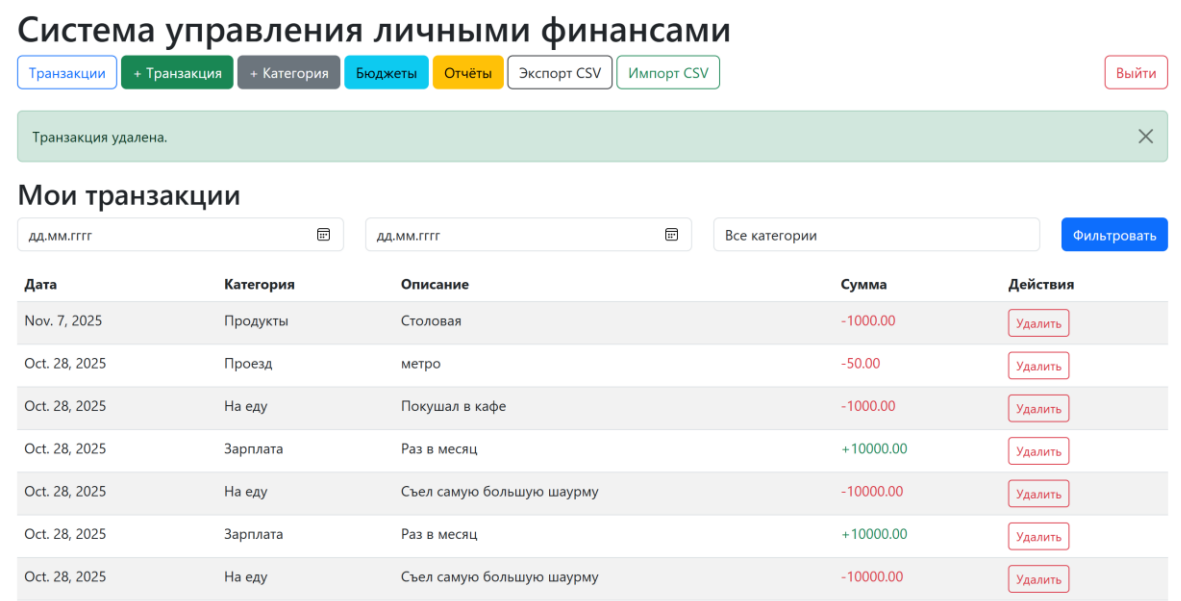 Система управления личными финансами
Транзакции + Транзакция + Категория Бюджеты Отчёты Экспорт CSV Импорт CSV Выйти
Транзакция удалена.
Мои транзакции
дд.мм.гггг дд.мм.гггг Все категории Фильтровать
Дата Категория Описание Сумма Действия
Nov. 7, 2025 Продукты Столовая -1000.00 Удалить
Oct. 28, 2025 Проезд метро -50.00 Удалить
Oct. 28, 2025 На еду Покушал в кафе -1000.00 Удалить
Oct. 28, 2025 Зарплата Раз в месяц +10000.00 Удалить
Oct. 28, 2025 На еду Съел самую большую шаурму -10000.00 Удалить
Oct. 28, 2025 Зарплата Раз в месяц +10000.00 Удалить
Oct. 28, 2025 На еду Съел самую большую шаурму -10000.00 Удалить